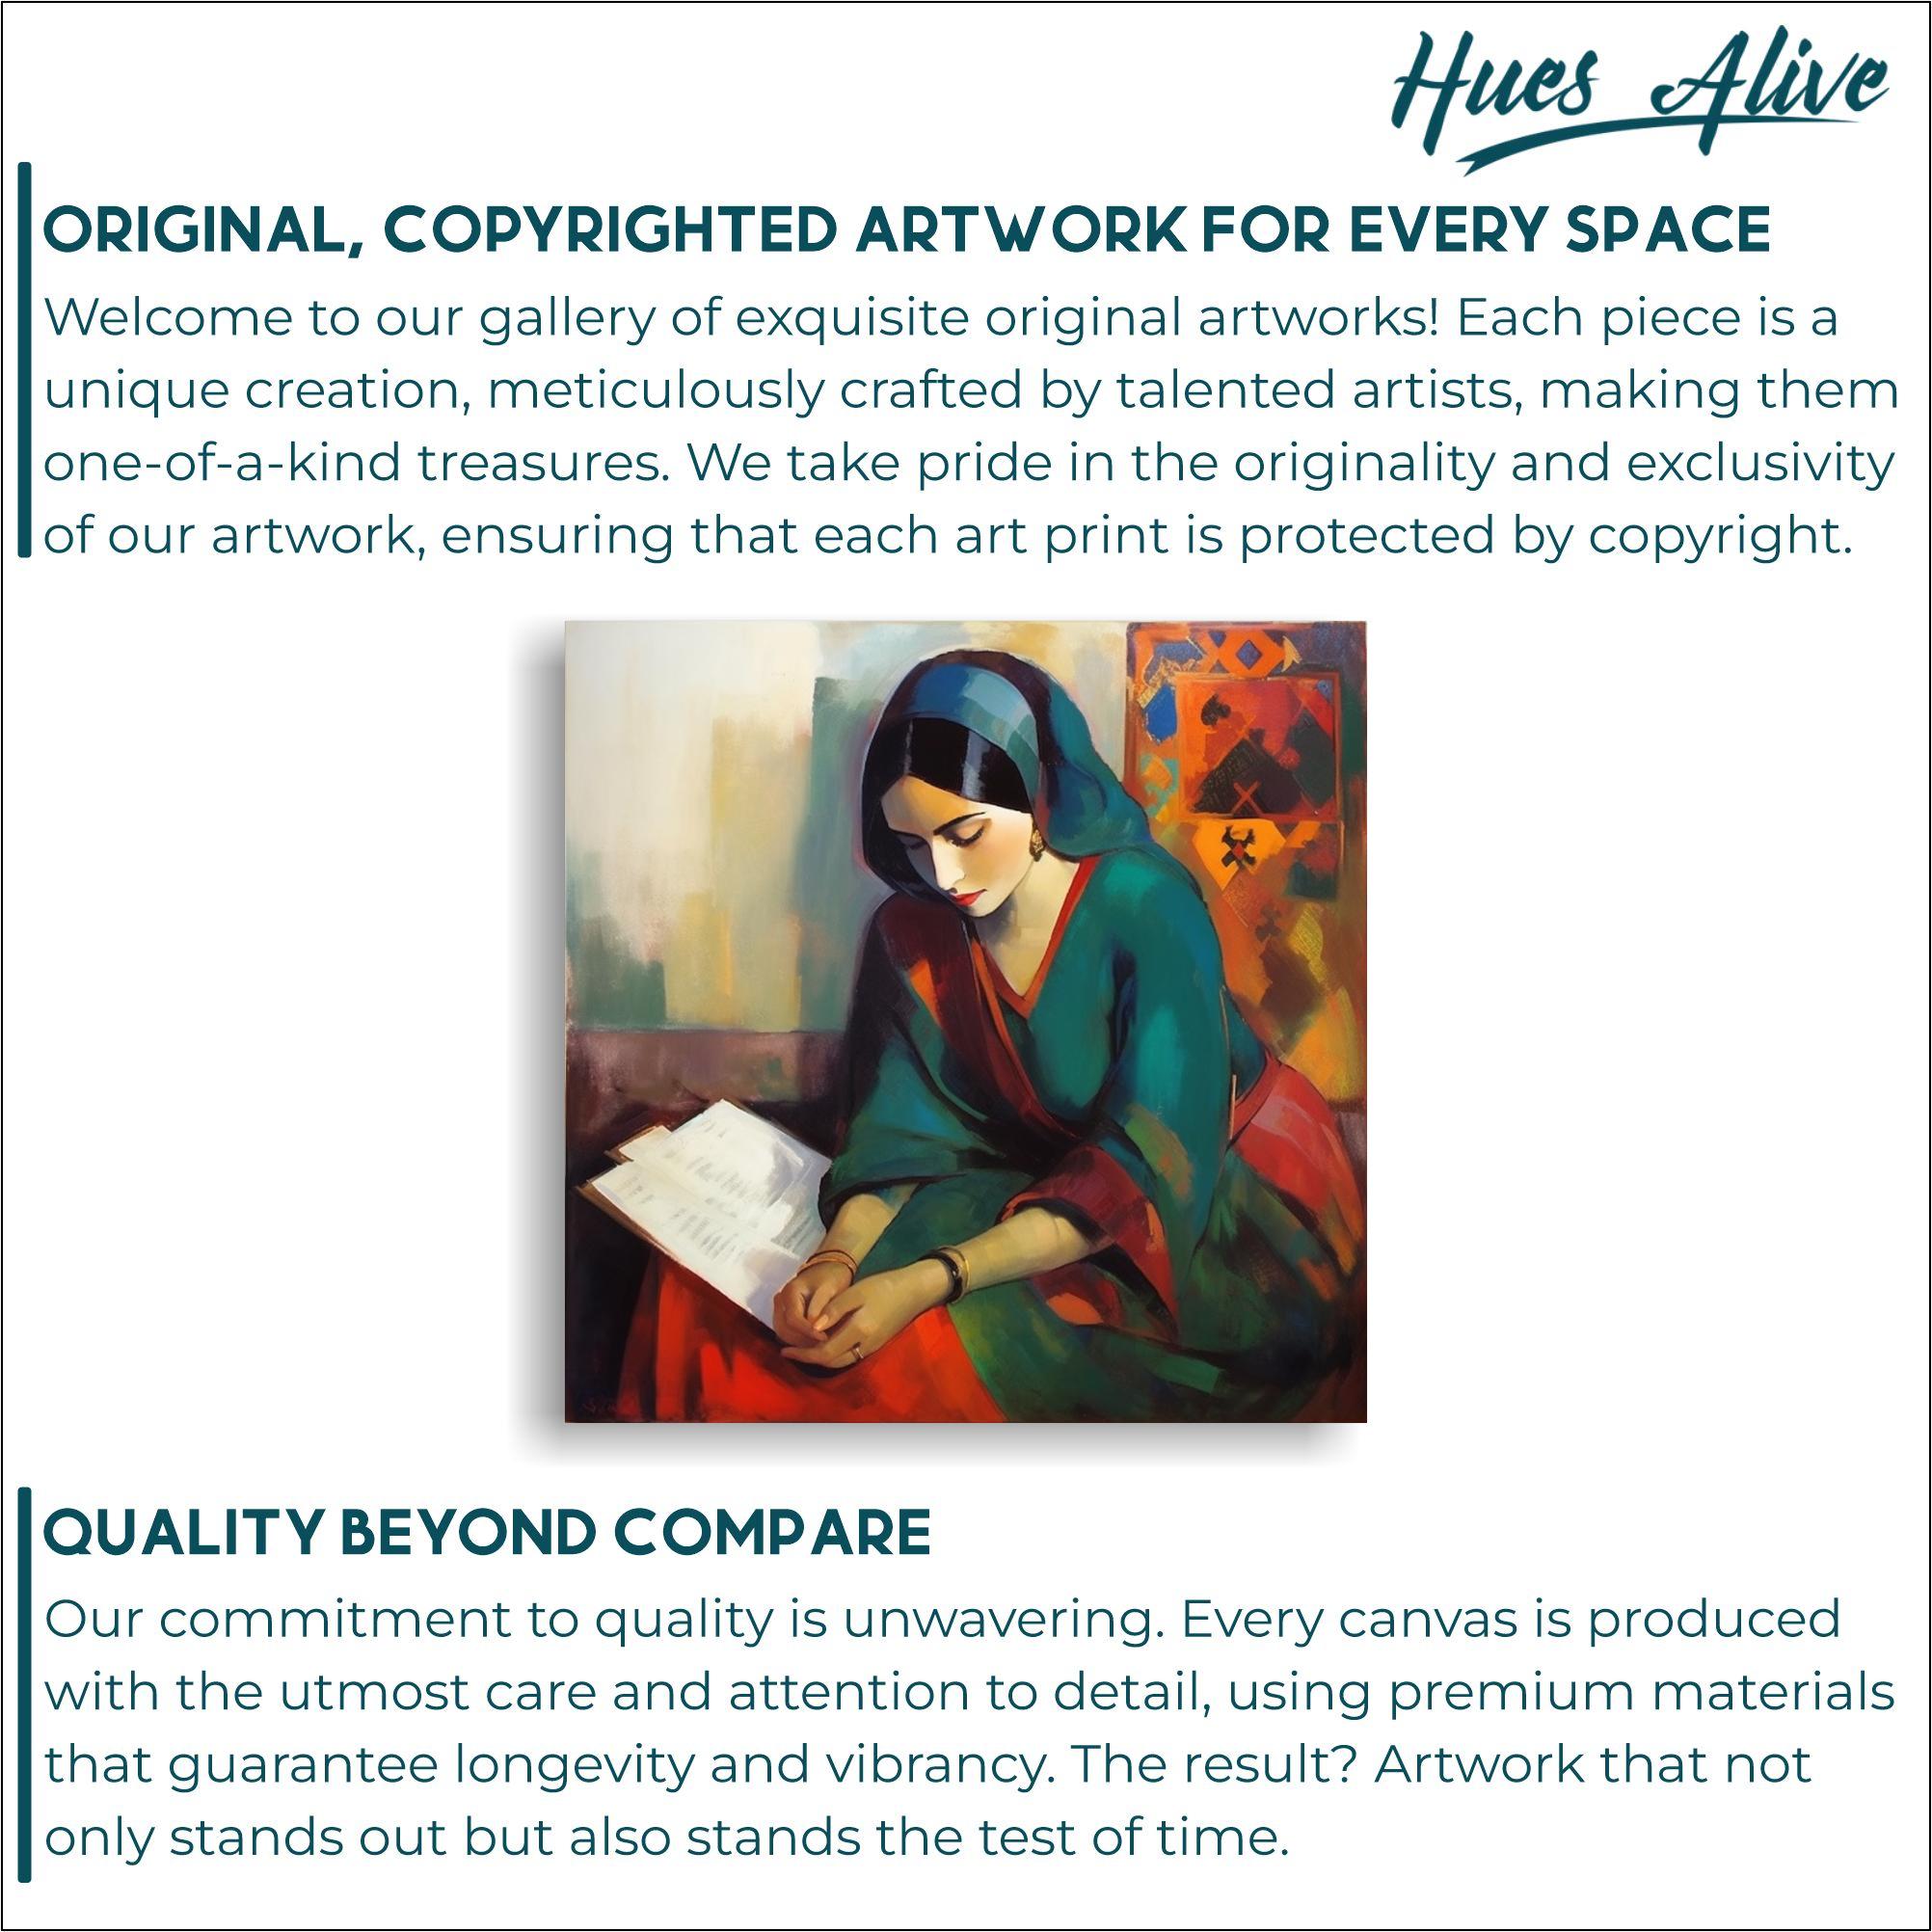 Hues Alive
ORIGINAL, COPYRIGHTED ARTWORK FOR EVERY SPACE
Welcome to our gallery of exquisite original artworks! Each piece is a
unique creation, meticulously crafted by talented artists, making them
one-of-a-kind treasures. We take pride in the originality and exclusivity
of our artwork, ensuring that each art print is protected by copyright.
QUALITY BEYOND COMPARE
Our commitment to quality is unwavering. Every canvas is produced
with the utmost care and attention to detail, using premium materials
that guarantee longevity and vibrancy. The result? Artwork that not
only stands out but also stands the test of time.